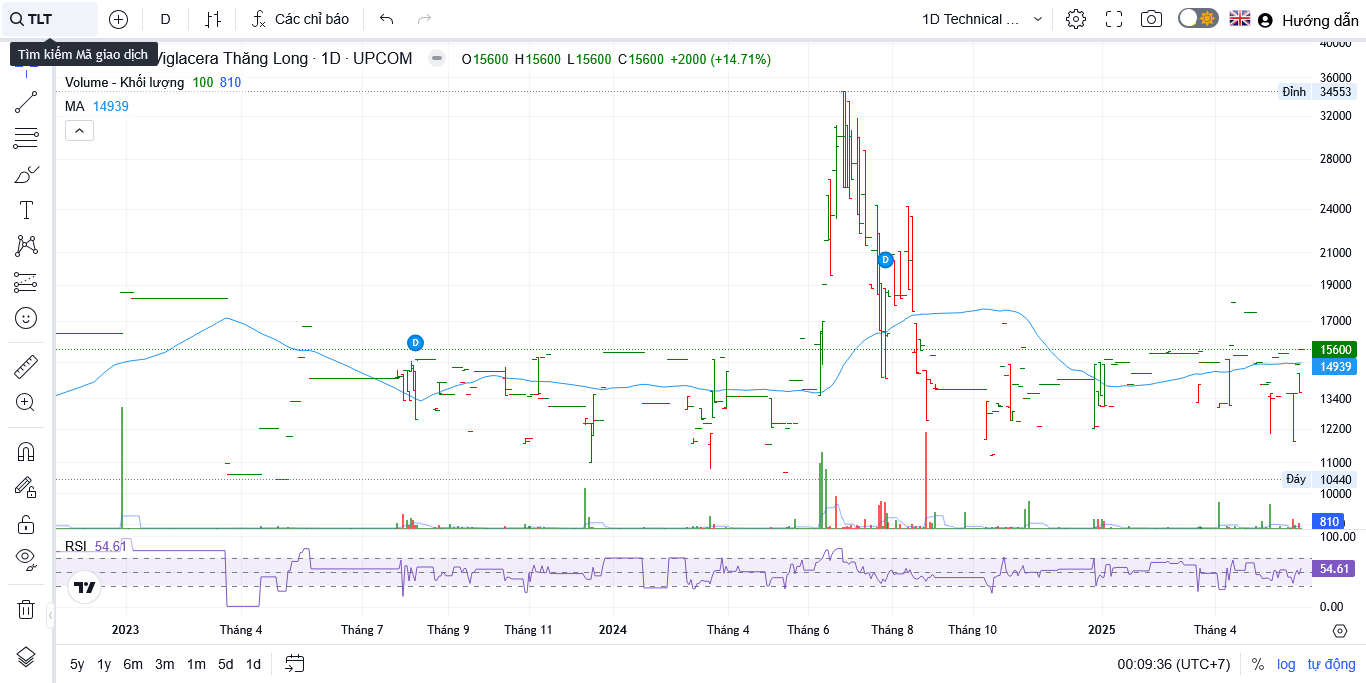 TLT
D
Các chỉ báo
1D Technical ...
Hướng dẫn
Tìm kiếm Mã giao dịch
Viglacera Thăng Long · 1D · UPCOM
O15600 H15600 L15600 C15600 +2000 (+14.71%)
Volume - Khối lượng 100 810
MA 14939
40000
36000
Đỉnh 34553
32000
28000
24000
21000
19000
17000
15600
14939
13400
12200
11000
Đáy 10440
10000
810
D
D
RSI 54.61
100.00
54.61
0.00
2023 Tháng 4 Tháng 7 Tháng 9 Tháng 11 2024 Tháng 4 Tháng 6 Tháng 8 Tháng 10 2025 Tháng 4
5y 1y 6m 3m 1m 5d 1d
00:09:36 (UTC+7) % log tự động